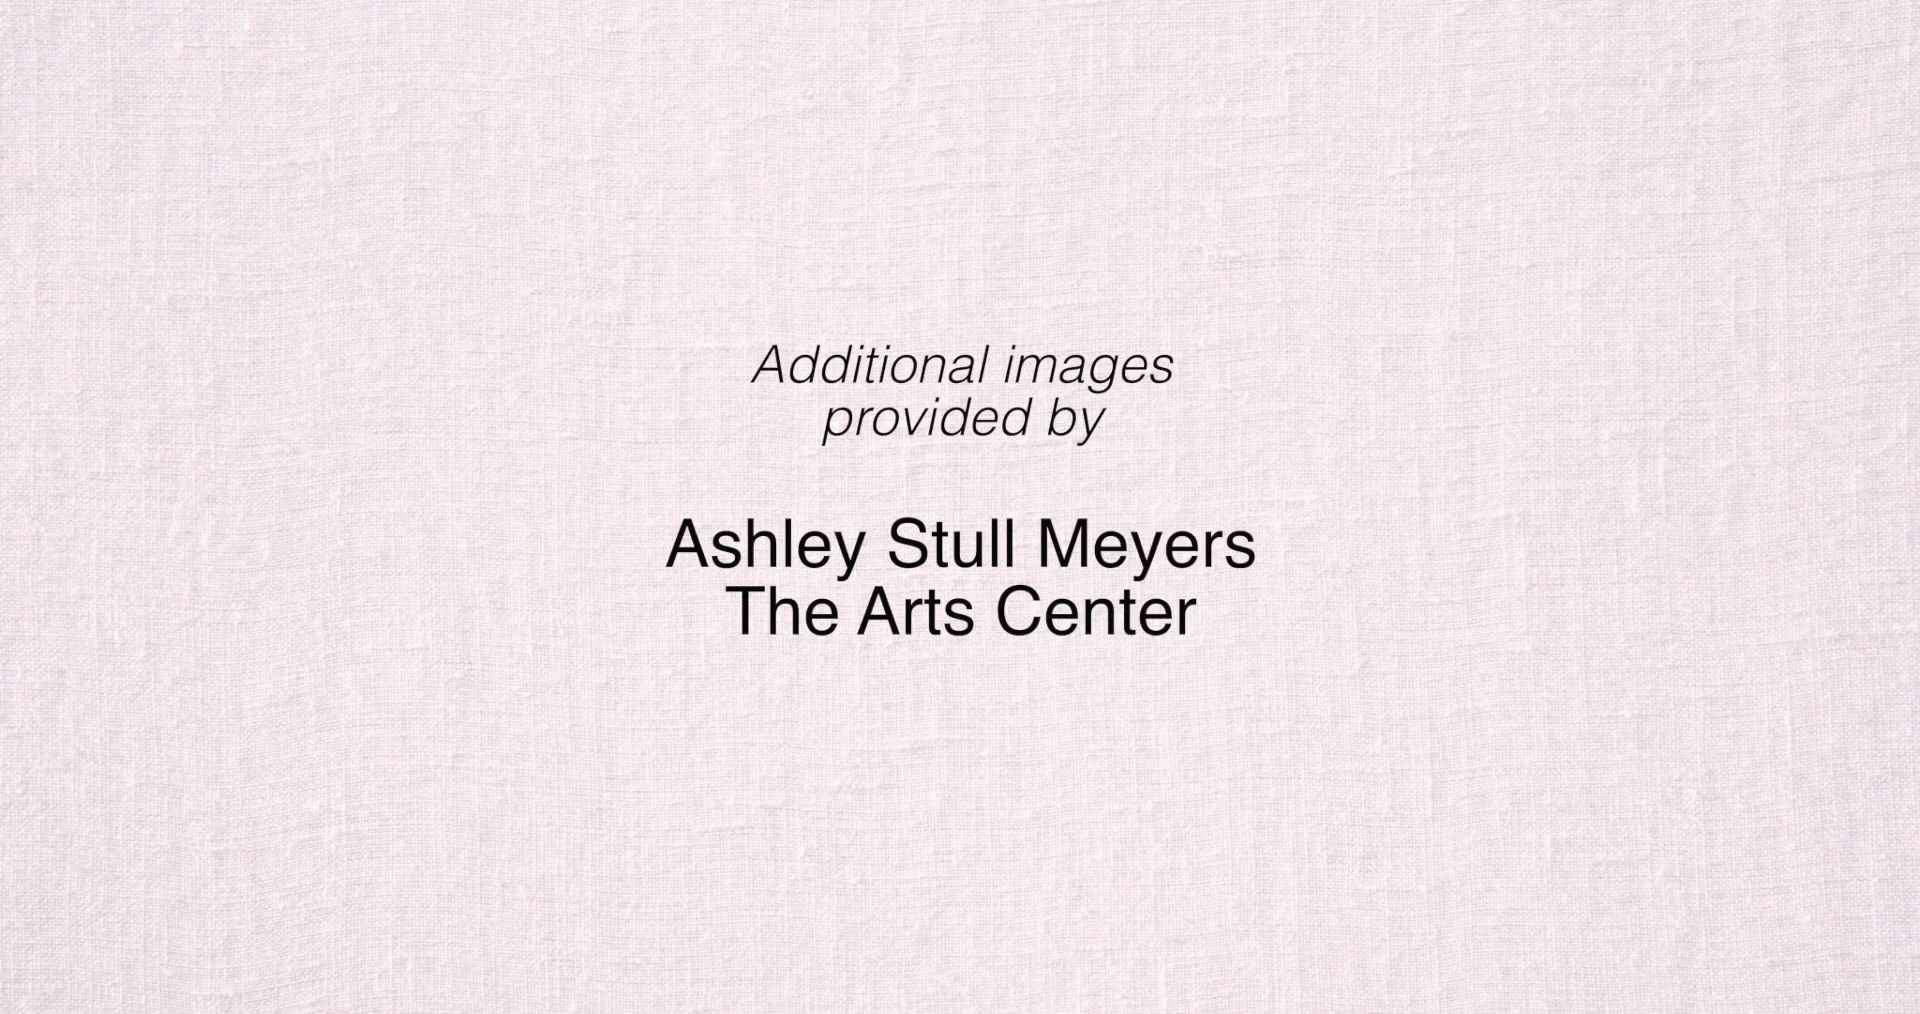 Additional images
provided by
Ashley Stull Meyers
The Arts Center